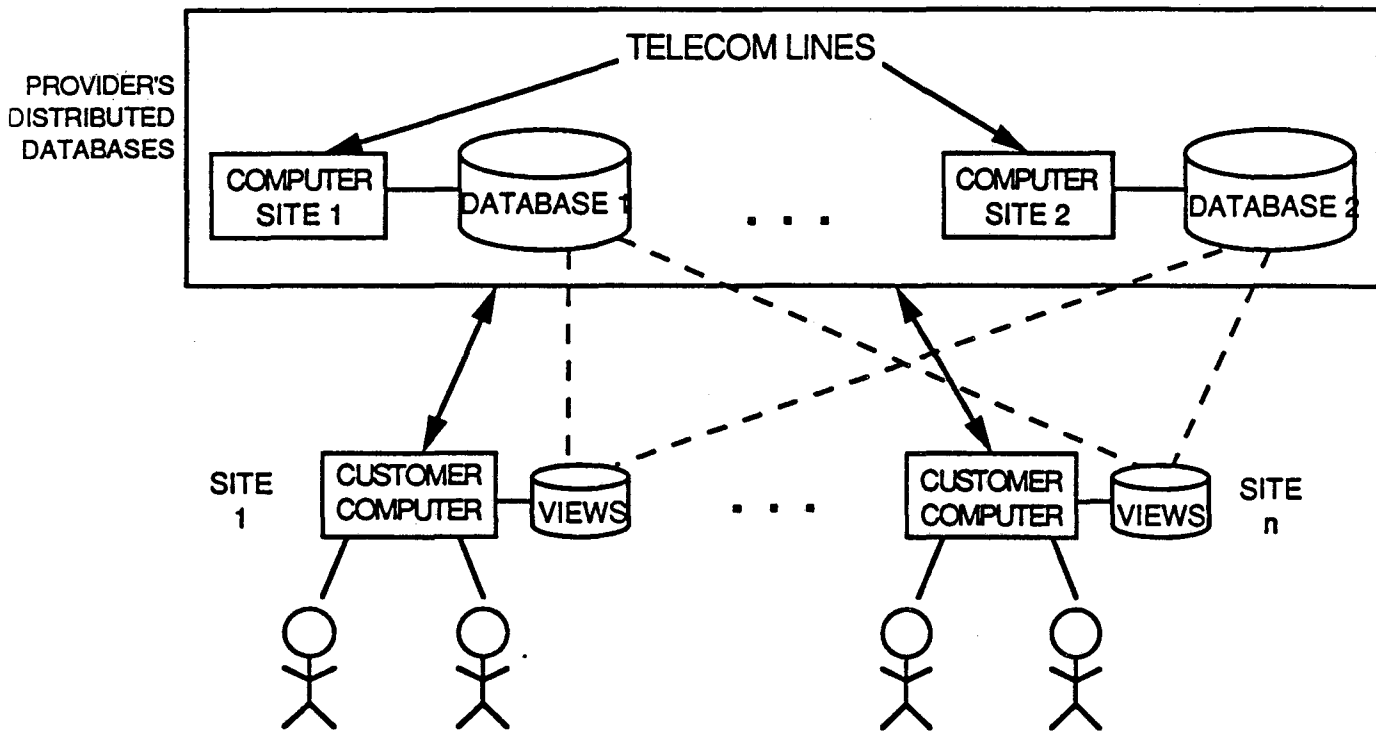 TELECOM LINES
PROVIDER'S
DISTRIBUTED
DATABASES
COMPUTER
SITE 1
DATABASE 1
. . .
COMPUTER
SITE 2
DATABASE 2
SITE
1
CUSTOMER
COMPUTER
VIEWS
. . .
CUSTOMER
COMPUTER
VIEWS
SITE
n